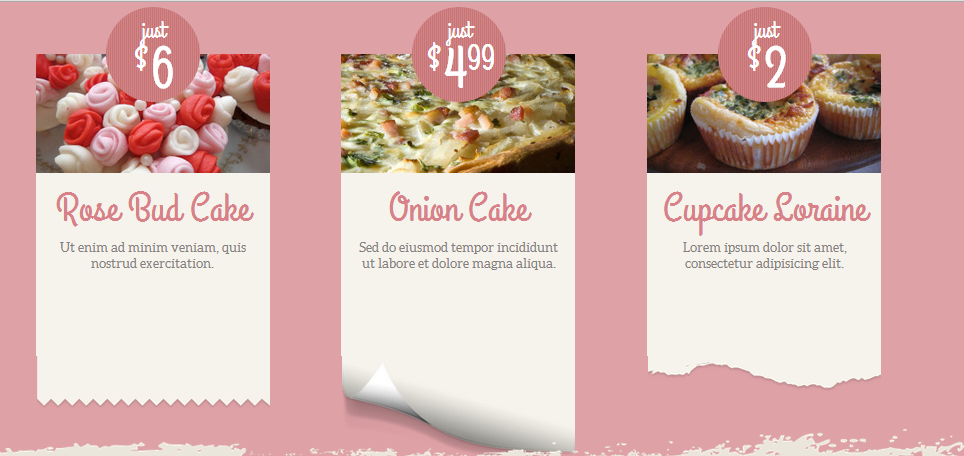 just
$6
Rose Bud Cake
Ut enim ad minim veniam, quis
nostrud exercitation.
just
$499
Onion Cake
Sed do eiusmod tempor incididunt
ut labore et dolore magna aliqua.
just
$2
Cupcake Loraine
Lorem ipsum dolor sit amet,
consectetur adipisicing elit.